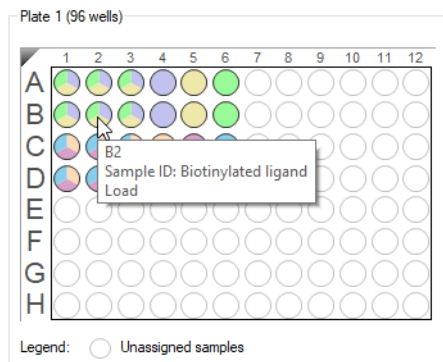 Plate 1 (96 wells)
1 2 3 4 5 6 7 8 9 10 11 12
A
B
C
B2
D
Sample ID: Biotinylated ligand
Load
E
F
G
H
Legend: Unassigned samples